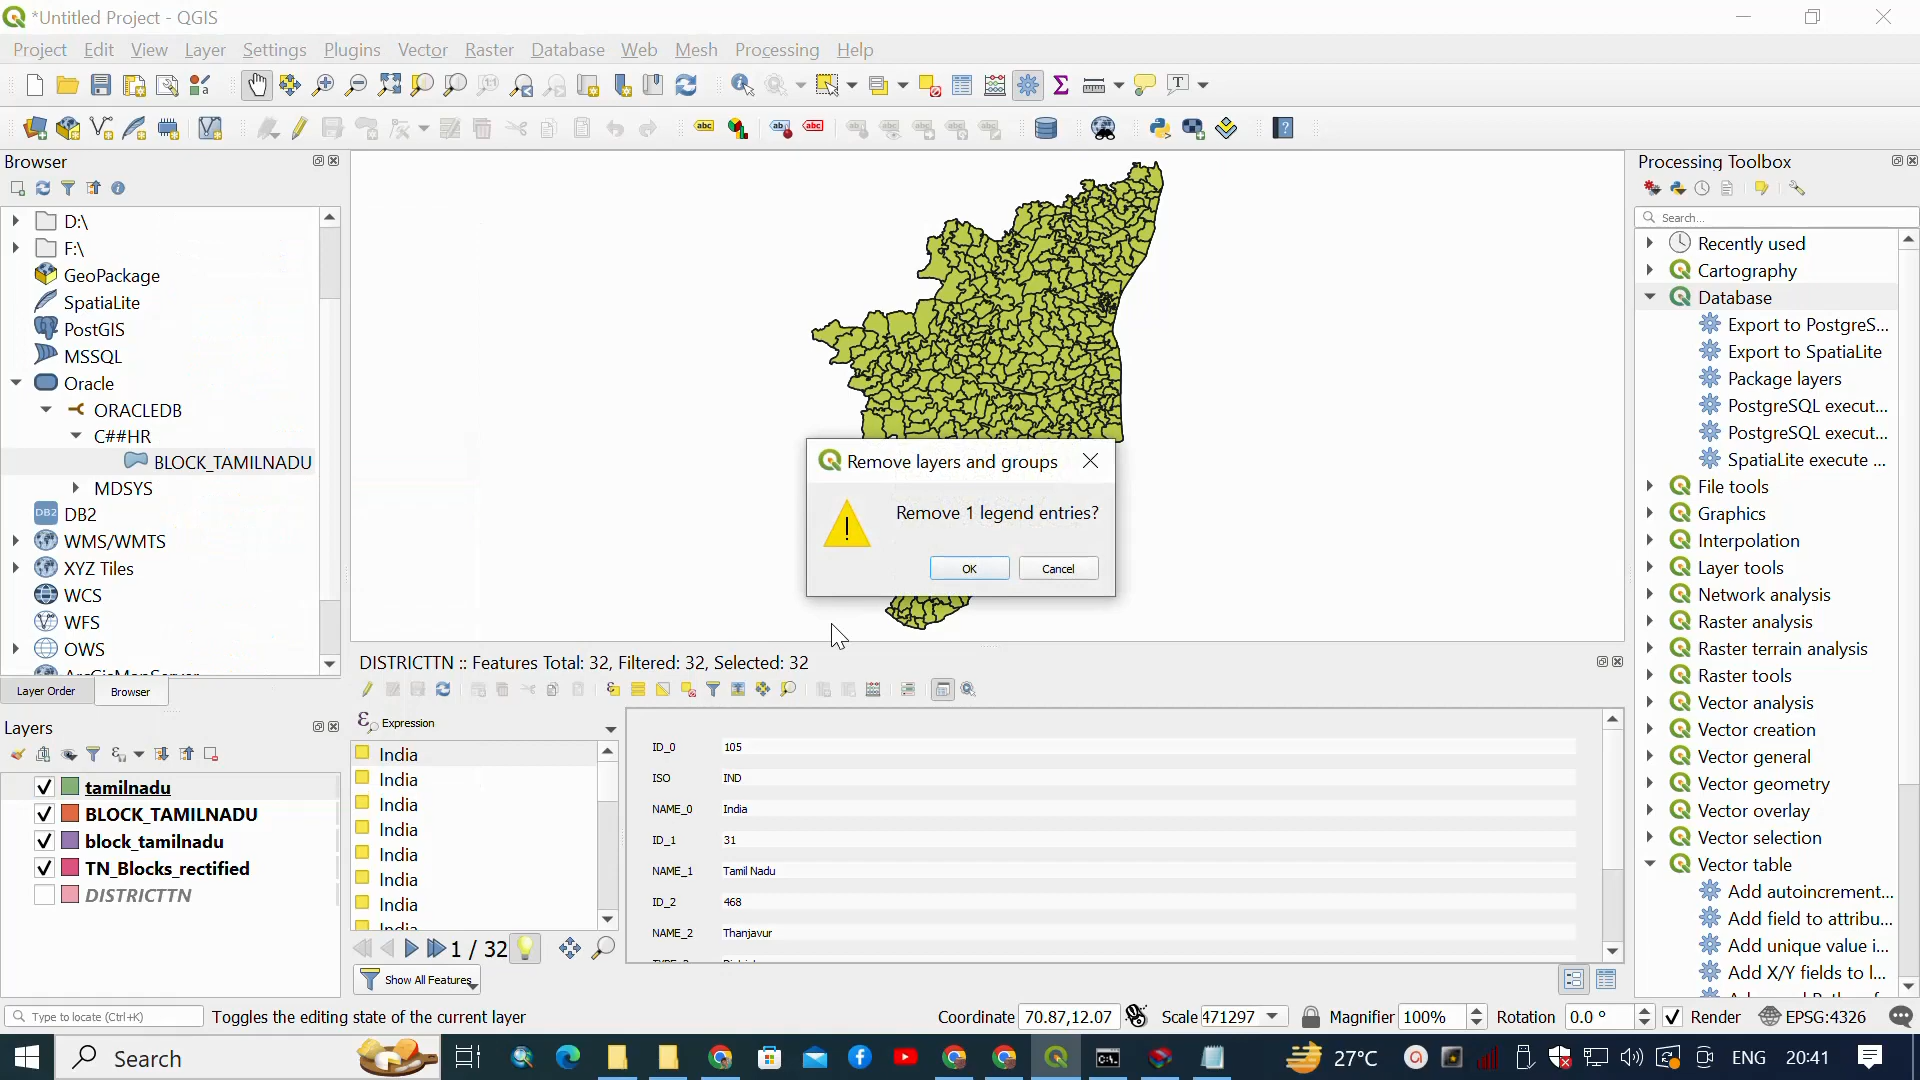 *Untitled Project - QGIS
Project Edit View Layer Settings Plugins Vector Raster Database Web Mesh Processing Help
Browser
D:\
F:\
GeoPackage
SpatiaLite
PostGIS
MSSQL
Oracle
ORACLEDB
C##HR
BLOCK_TAMILNADU
MDSYS
DB2
WMS/WMTS
XYZ Tiles
WCS
WFS
OWS
Layer Order
Browser
Layers
tamilnadu
BLOCK_TAMILNADU
block_tamilnadu
TN_Blocks_rectified
DISTRICTTN
Remove layers and groups
Remove 1 legend entries?
OK
Cancel
DISTRICTTN :: Features Total: 32, Filtered: 32, Selected: 32
Expression
India
India
India
India
India
India
India
India
1 / 32
Show All Features
ID_0 105
ISO IND
NAME_0 India
ID_1 31
NAME_1 Tamil Nadu
ID_2 468
NAME_2 Thanjavur
Processing Toolbox
Search...
Recently used
Cartography
Database
Export to PostgreS...
Export to SpatiaLite
Package layers
PostgreSQL execut...
PostgreSQL execut...
SpatiaLite execute ...
File tools
Graphics
Interpolation
Layer tools
Network analysis
Raster analysis
Raster terrain analysis
Raster tools
Vector analysis
Vector creation
Vector general
Vector geometry
Vector overlay
Vector selection
Vector table
Add autoincrement...
Add field to attribu...
Add unique value i...
Add X/Y fields to l...
Type to locate (Ctrl+K)
Toggles the editing state of the current layer
Coordinate 70.87,12.07
Scale 471297
Magnifier 100%
Rotation 0.0 °
Render
EPSG:4326
Search
27°C
ENG
20:41